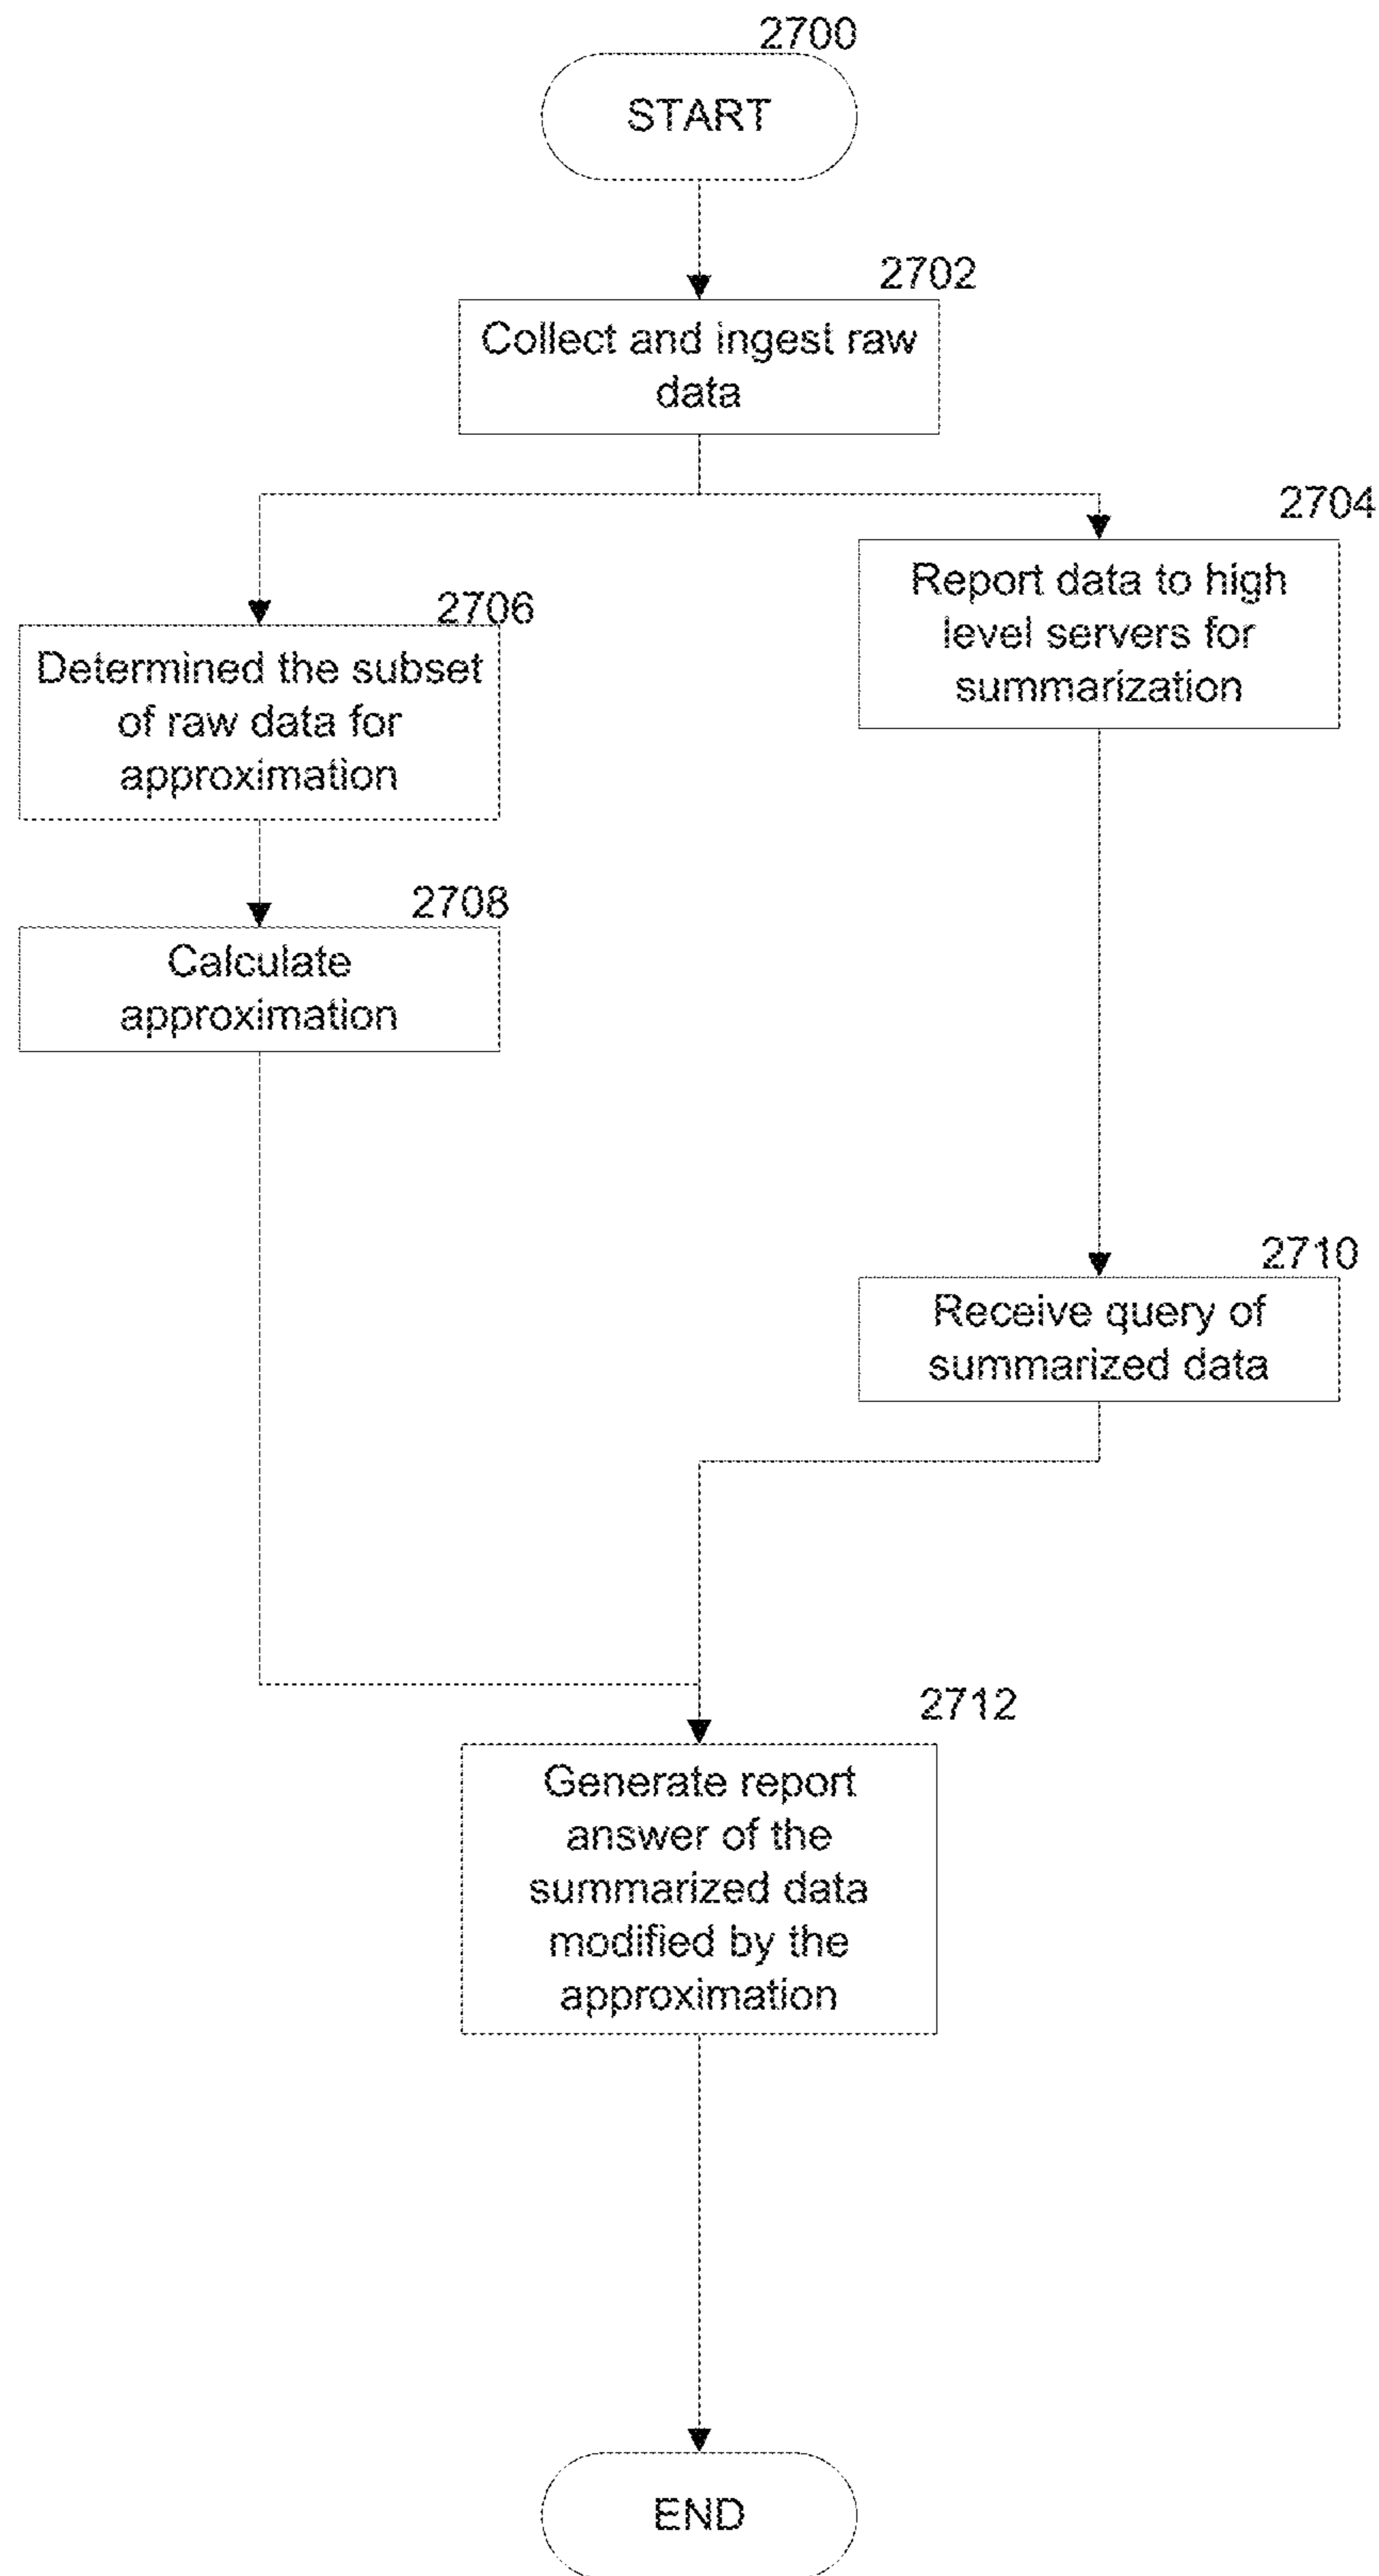 2700
START
2702
Collect and ingest raw
data
2704
Report data to high
level servers for
summarization
2706
Determined the subset
of raw data for
approximation
2708
Calculate
approximation
2710
Receive query of
summarized data
2712
Generate report
answer of the
summarized data
modified by the
approximation
END